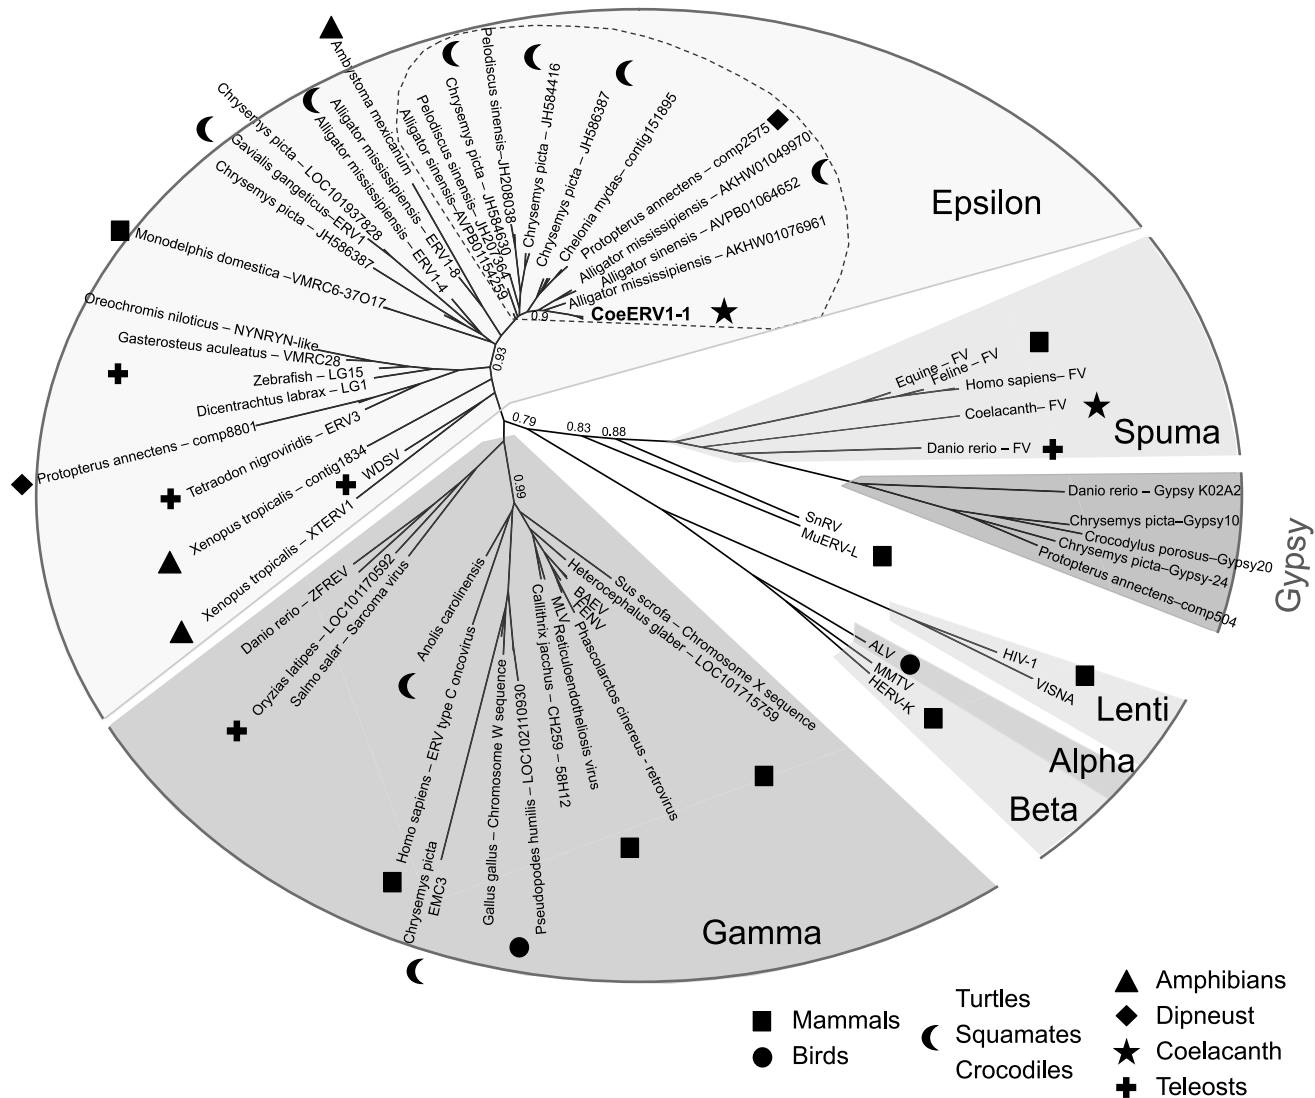 Ambystoma mexicanum
Pelodiscus sinensis–JH208038
Chrysemys picta – JH584630
Pelodiscus sinensis– JH207364
Alligator sinensis–AVPB01154259
Chrysemys picta – JH584416
Chrysemys picta – JH586387
Chelonia mydas– contig151895
Protopterus annectens – comp2575
Alligator mississipiensis – AKHW01049970
Alligator sinensis – AVPB01064652
Alligator mississipiensis – AKHW01076961
CoeERV1-1
0.9
Epsilon
Alligator mississipiensis – ERV1-8
Alligator mississipiensis – ERV1-4
Chrysemys picta – LOC101937828
Gavialis gangeticus–ERV1
Chrysemys picta – JH586387
Monodelphis domestica –VMRC6-37O17
Oreochromis niloticus – NYNRYN-like
Gasterosteus aculeatus – VMRC28
Zebrafish – LG15
Dicentrachtus labrax – LG1
Protopterus annectens – comp8801
Tetraodon nigroviridis – ERV3
Xenopus tropicalis – contig1834
WDSV
Xenopus tropicalis – XTERV1
0.93
0.79
0.83
0.88
0.99
Equine – FV
Feline – FV
Homo sapiens– FV
Coelacanth– FV
Danio rerio – FV
Spuma
Danio rerio – Gypsy K02A2
Chrysemys picta–Gypsy10
Crocodylus porosus–Gypsy20
Chrysemys picta–Gypsy-24
Protopterus annectens–comp504
Gypsy
SnRV
MuERV-L
HIV-1
VISNA
Lenti
ALV
Alpha
MMTV
HERV-K
Beta
Danio rerio – ZFREV
Oryzias latipes – LOC101170592
Salmo salar – Sarcoma virus
Anolis carolinensis
Homo sapiens – ERV type C oncovirus
Chrysemys picta
EMC3
Gallus gallus – Chromosome W sequence
Pseudopodes humilis – LOC102110930
Callithrix jacchus – CH259 – 58H12
MLV
Reticuloendotheliosis virus
FENV
BAEV
Phascolarctos cinereus - retrovirus
Heterocephalus glaber – LOC101715759
Sus scrofa – Chromosome X sequence
Gamma
Mammals
Birds
Turtles
Squamates
Crocodiles
Amphibians
Dipneust
Coelacanth
Teleosts